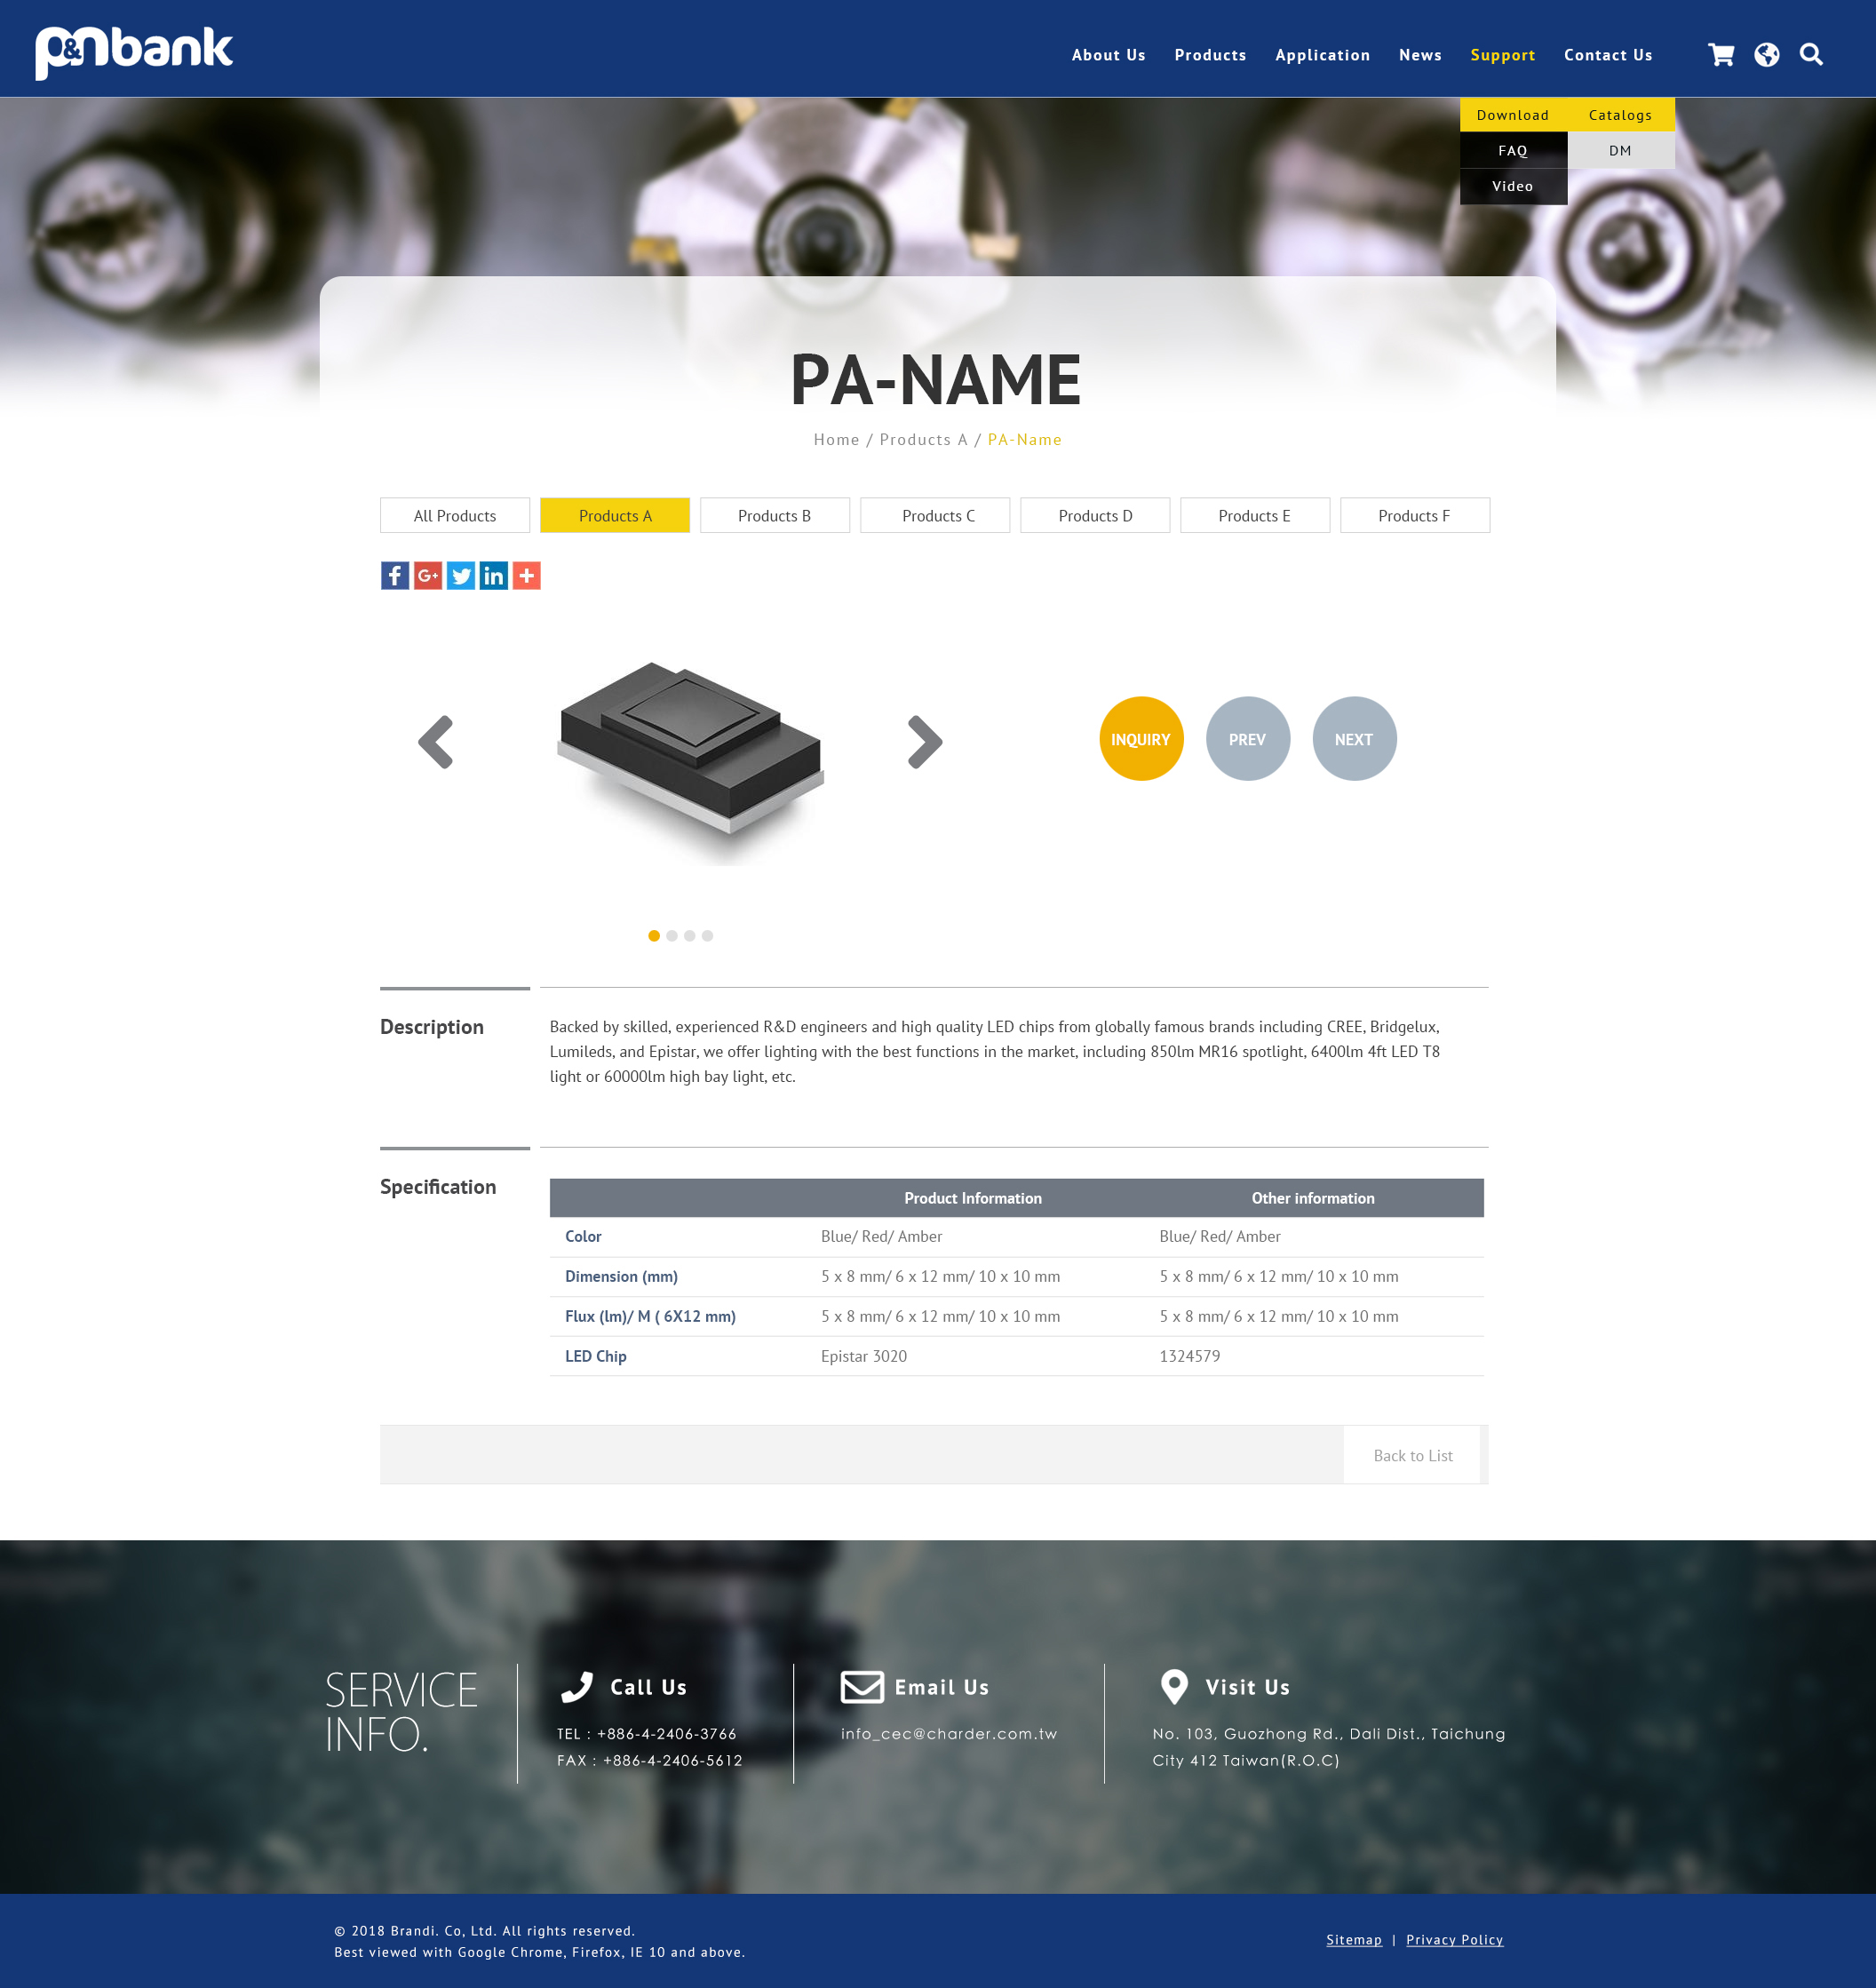 p&nbank
About Us Products Application News Support Contact Us
Download Catalogs
FAQ DM
Video
PA-NAME
Home / Products A / PA-Name
All Products Products A Products B Products C Products D Products E Products F
INQUIRY PREV NEXT
Description
Backed by skilled, experienced R&D engineers and high quality LED chips from globally famous brands including CREE, Bridgelux,
Lumileds, and Epistar, we offer lighting with the best functions in the market, including 850lm MR16 spotlight, 6400lm 4ft LED T8
light or 60000lm high bay light, etc.
Specification
Product Information Other information
Color Blue/ Red/ Amber Blue/ Red/ Amber
Dimension (mm) 5 x 8 mm/ 6 x 12 mm/ 10 x 10 mm 5 x 8 mm/ 6 x 12 mm/ 10 x 10 mm
Flux (lm)/ M ( 6X12 mm) 5 x 8 mm/ 6 x 12 mm/ 10 x 10 mm 5 x 8 mm/ 6 x 12 mm/ 10 x 10 mm
LED Chip Epistar 3020 1324579
Back to List
SERVICE
INFO.
Call Us
TEL : +886-4-2406-3766
FAX : +886-4-2406-5612
Email Us
info_cec@charder.com.tw
Visit Us
No. 103, Guozhong Rd., Dali Dist., Taichung
City 412 Taiwan(R.O.C)
© 2018 Brandi. Co, Ltd. All rights reserved.
Best viewed with Google Chrome, Firefox, IE 10 and above.
Sitemap | Privacy Policy